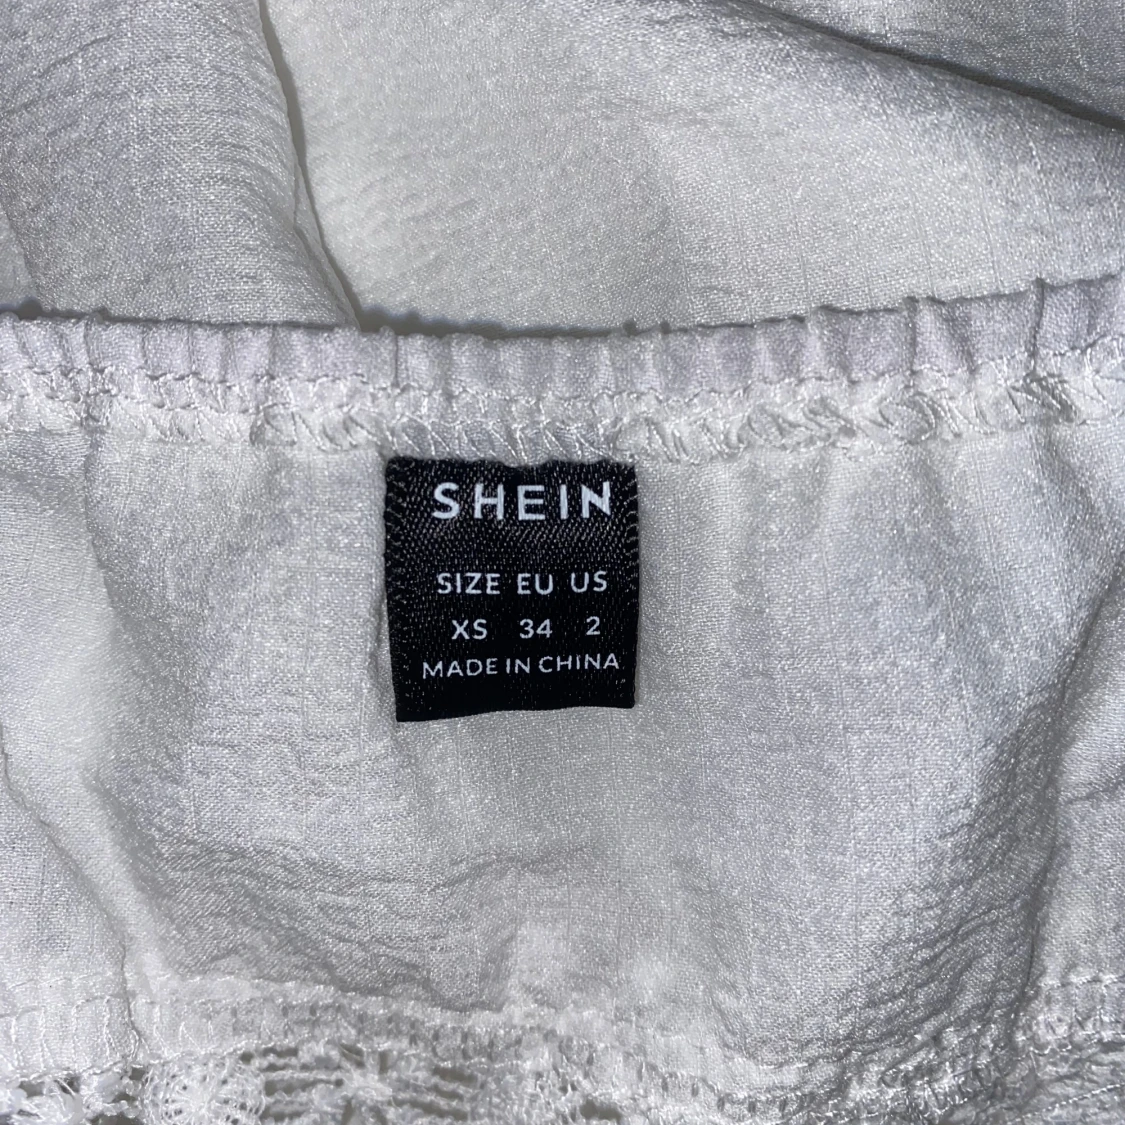 SHEIN
SIZE EU US
XS 34 2
MADE IN CHINA